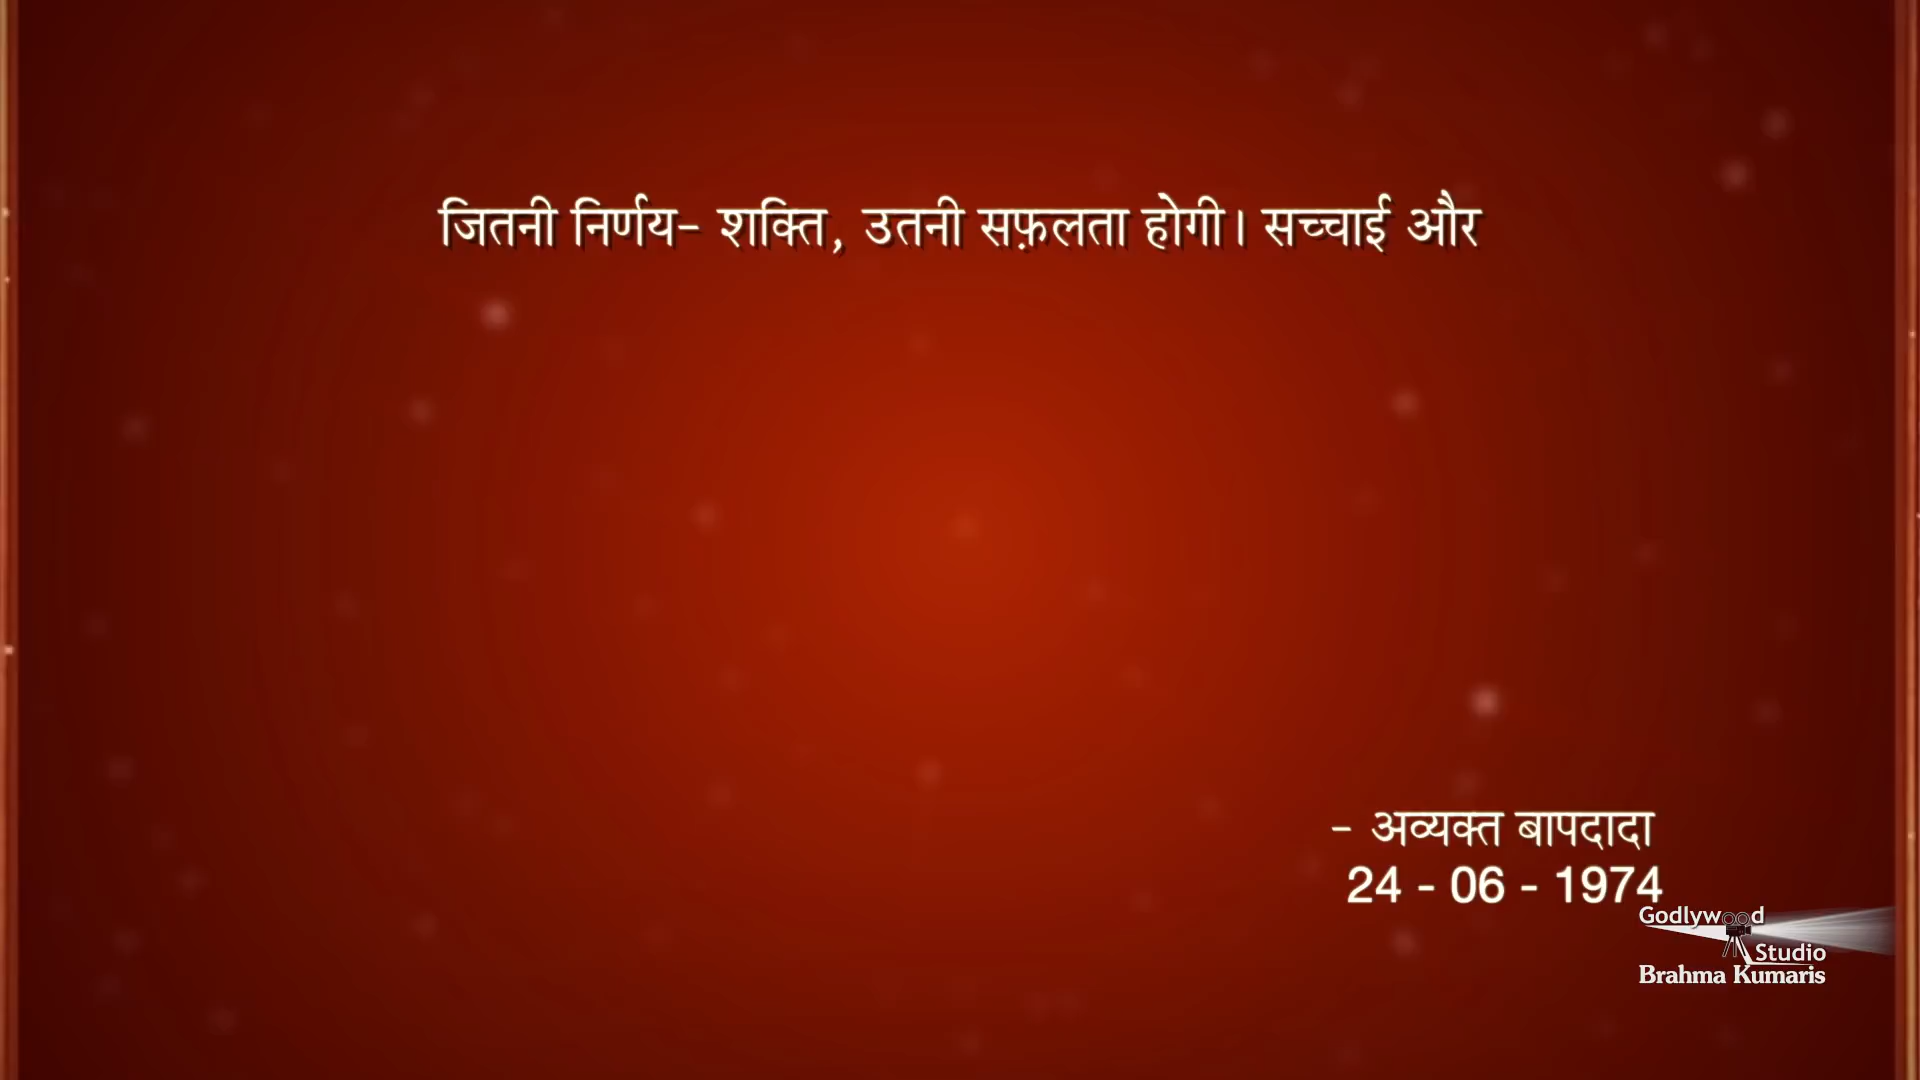 जितनी निर्णय- शक्ति, उतनी सफ़लता होगी। सच्चाई और
- अव्यक्त बापदादा
24 - 06 - 1974
Godlywood
Studio
Brahma Kumaris